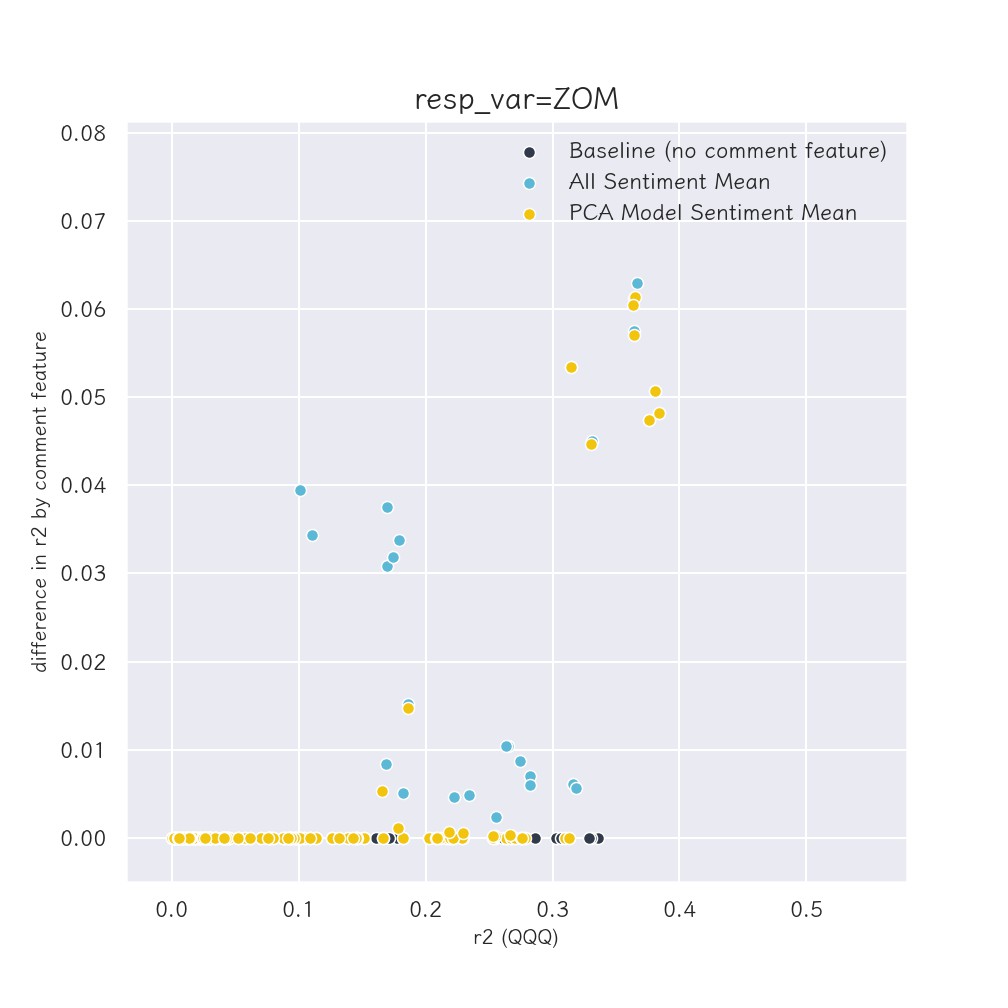 resp_var=ZOM
Baseline (no comment feature)
All Sentiment Mean
PCA Model Sentiment Mean
difference in r2 by comment feature
0.08
0.07
0.06
0.05
0.04
0.03
0.02
0.01
0.00
0.0 0.1 0.2 0.3 0.4 0.5
r2 (QQQ)